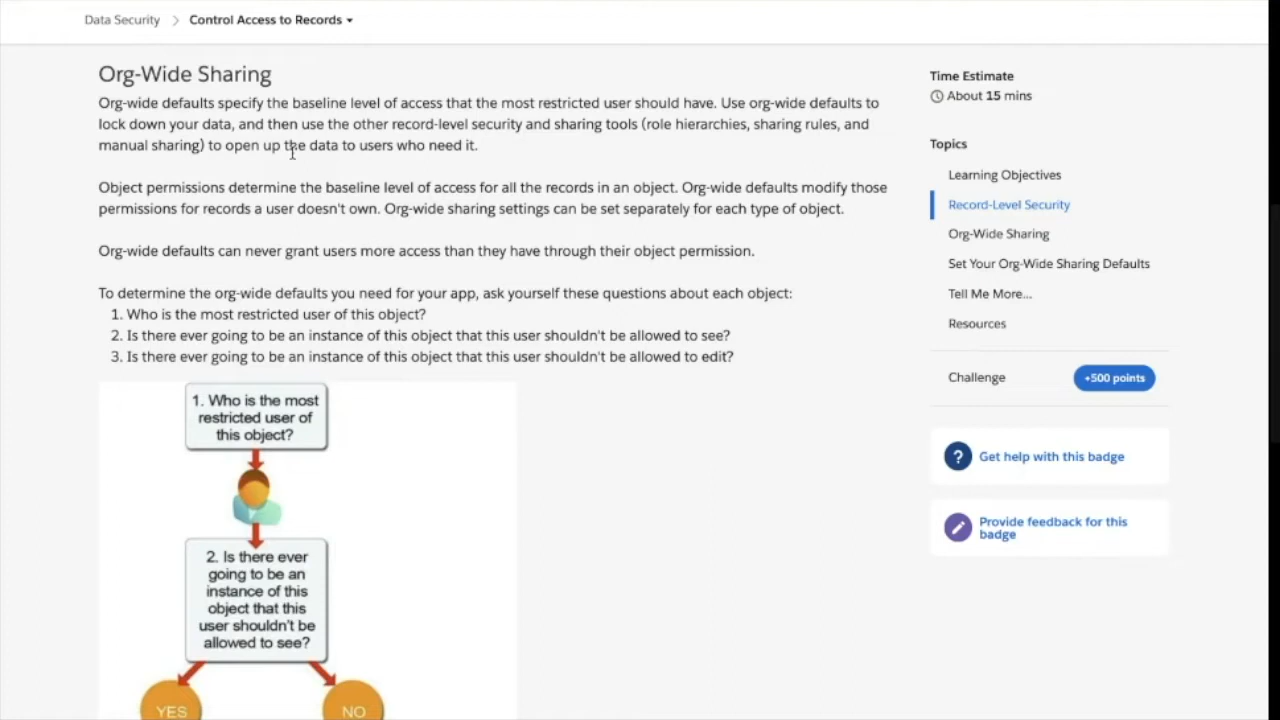 Data Security > Control Access to Records
Org-Wide Sharing
Org-wide defaults specify the baseline level of access that the most restricted user should have. Use org-wide defaults to
lock down your data, and then use the other record-level security and sharing tools (role hierarchies, sharing rules, and
manual sharing) to open up the data to users who need it.
Object permissions determine the baseline level of access for all the records in an object. Org-wide defaults modify those
permissions for records a user doesn't own. Org-wide sharing settings can be set separately for each type of object.
Org-wide defaults can never grant users more access than they have through their object permission.
To determine the org-wide defaults you need for your app, ask yourself these questions about each object:
1. Who is the most restricted user of this object?
2. Is there ever going to be an instance of this object that this user shouldn't be allowed to see?
3. Is there ever going to be an instance of this object that this user shouldn't be allowed to edit?
1. Who is the most
restricted user of
this object?
2. Is there ever
going to be an
instance of this
object that this
user shouldn't be
allowed to see?
YES
NO
Time Estimate
About 15 mins
Topics
Learning Objectives
Record-Level Security
Org-Wide Sharing
Set Your Org-Wide Sharing Defaults
Tell Me More...
Resources
Challenge
+500 points
?
Get help with this badge
Provide feedback for this
badge